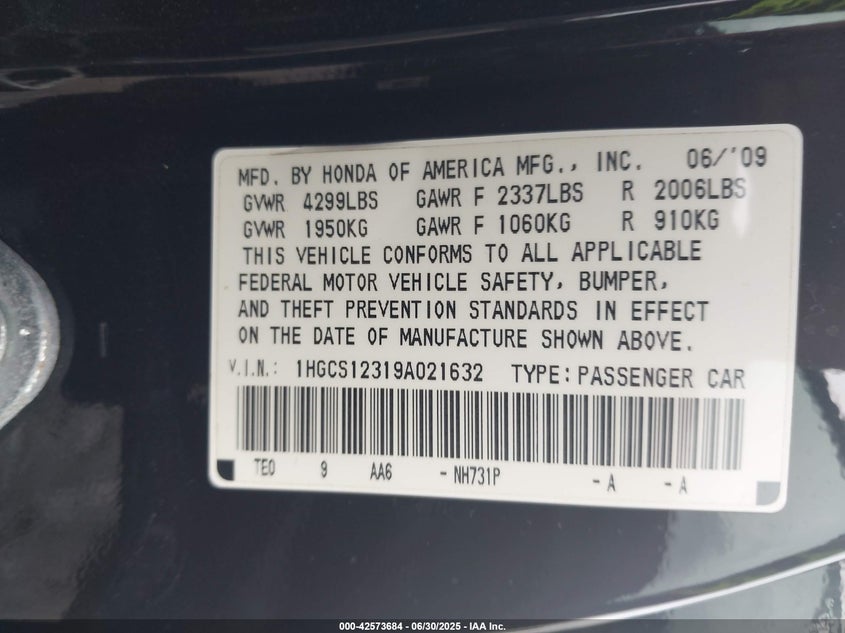 MFD. BY HONDA OF AMERICA MFG., INC. 06/'09
GVWR 4299LBS GAWR F 2337LBS R 2006LBS
GVWR 1950KG GAWR F 1060KG R 910KG
THIS VEHICLE CONFORMS TO ALL APPLICABLE
FEDERAL MOTOR VEHICLE SAFETY, BUMPER,
AND THEFT PREVENTION STANDARDS IN EFFECT
ON THE DATE OF MANUFACTURE SHOWN ABOVE.
V.I.N.: 1HGCS12319A021632 TYPE: PASSENGER CAR
TE0 9 AA6 - NH731P - A - A
000-42573684 - 06/30/2025 - IAA Inc.